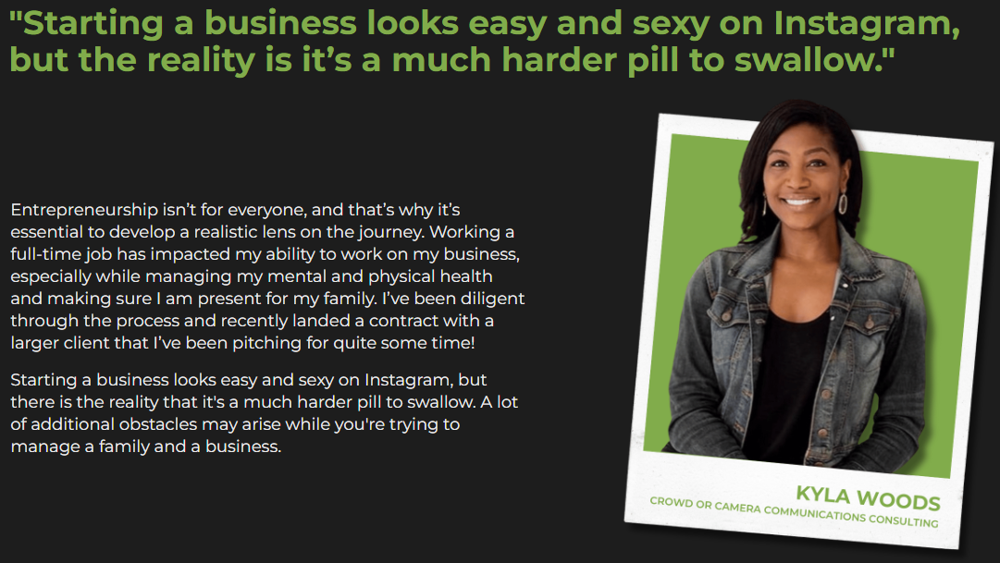 "Starting a business looks easy and sexy on Instagram,
but the reality is it’s a much harder pill to swallow."
Entrepreneurship isn’t for everyone, and that’s why it’s
essential to develop a realistic lens on the journey. Working a
full-time job has impacted my ability to work on my business,
especially while managing my mental and physical health
and making sure I am present for my family. I’ve been diligent
through the process and recently landed a contract with a
larger client that I’ve been pitching for quite some time!
Starting a business looks easy and sexy on Instagram, but
there is the reality that it's a much harder pill to swallow. A lot
of additional obstacles may arise while you're trying to
manage a family and a business.
KYLA WOODS
CROWD OR CAMERA COMMUNICATIONS CONSULTING